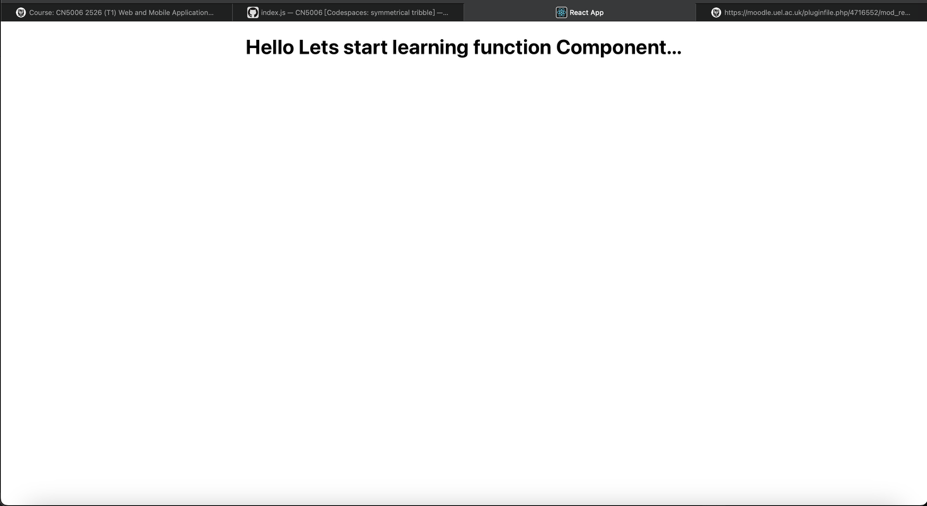 Course: CN5006 2526 (T1) Web and Mobile Application...
index.js — CN5006 [Codespaces: symmetrical tribble] —...
React App
https://moodle.uel.ac.uk/pluginfile.php/4716552/mod_re...
Hello Lets start learning function Component...